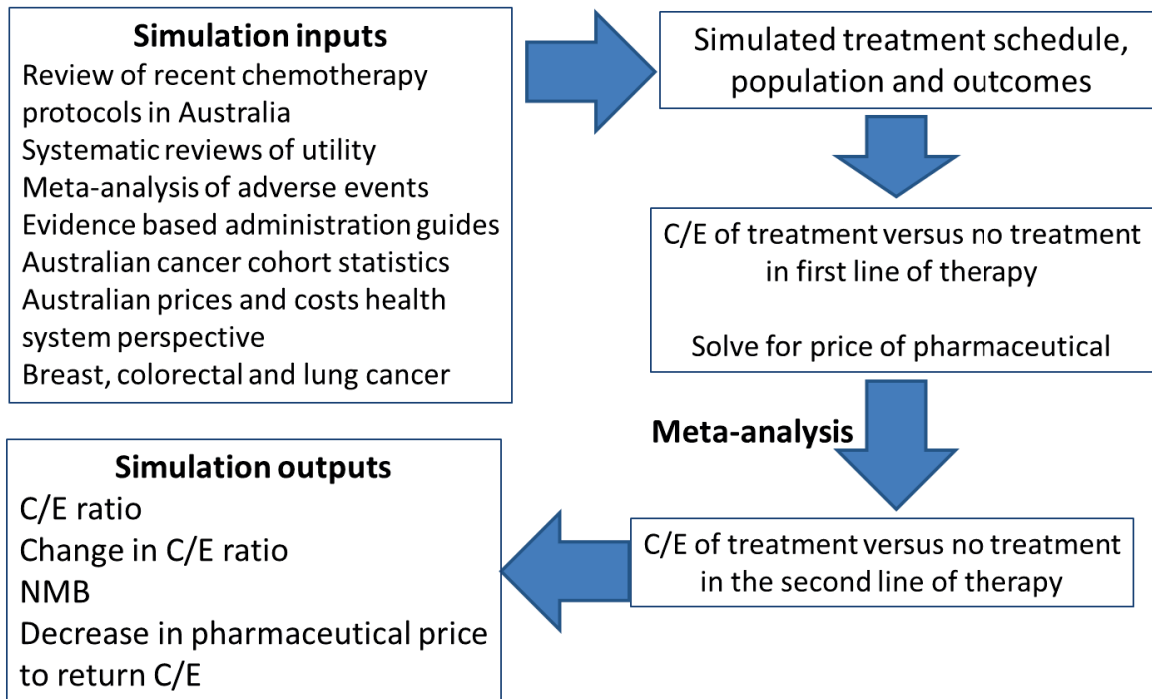 Simulation inputs
Review of recent chemotherapy
protocols in Australia
Systematic reviews of utility
Meta-analysis of adverse events
Evidence based administration guides
Australian cancer cohort statistics
Australian prices and costs health
system perspective
Breast, colorectal and lung cancer
Simulated treatment schedule,
population and outcomes
C/E of treatment versus no treatment
in first line of therapy
Solve for price of pharmaceutical
Meta-analysis
C/E of treatment versus no treatment
in the second line of therapy
Simulation outputs
C/E ratio
Change in C/E ratio
NMB
Decrease in pharmaceutical price
to return C/E